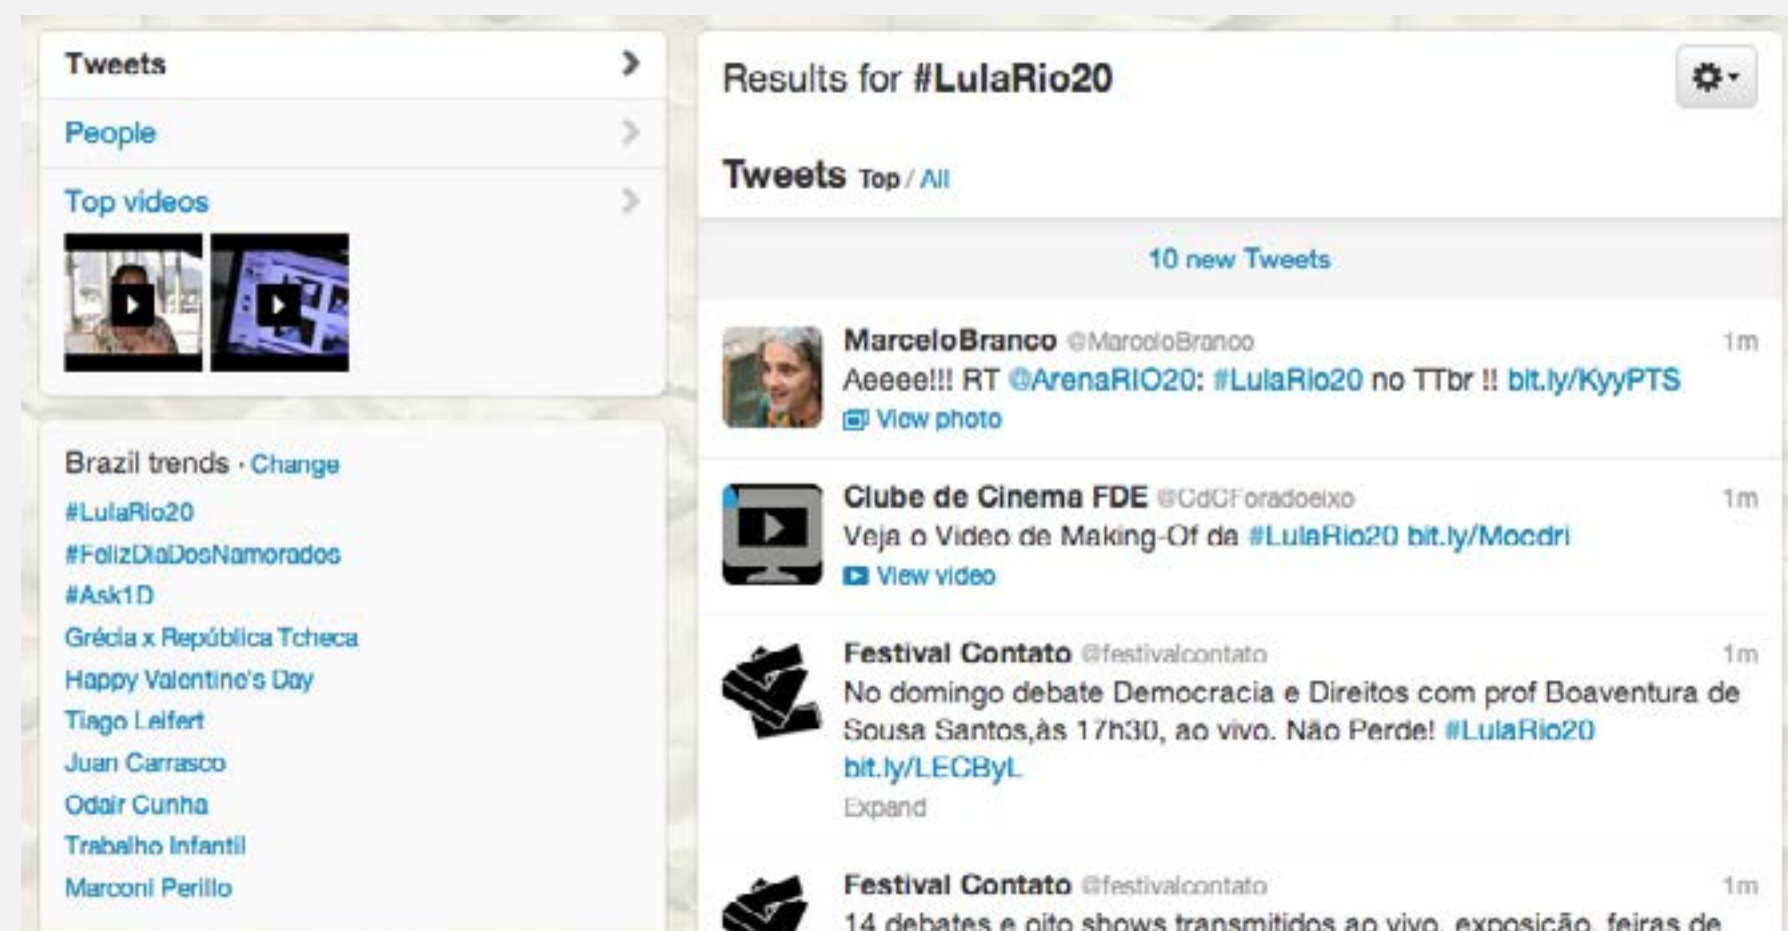 Tweets
People
Top videos
Brazil trends · Change
#LulaRio20
#FelizDiaDosNamorados
#Ask1D
Grécia x República Tcheca
Happy Valentine's Day
Tiago Leifert
Juan Carrasco
Odair Cunha
Trabalho Infantil
Marconi Perillo
Results for #LulaRio20
Tweets Top / All
10 new Tweets
MarceloBranco @MarceloBranco 1m
Aeeee!!! RT @ArenaRIO20: #LulaRio20 no TTbr !! bit.ly/KyyPTS
View photo
Clube de Cinema FDE @CdCForadoeixo 1m
Veja o Video de Making-Of da #LulaRio20 bit.ly/Mocdri
View video
Festival Contato @festivalcontato 1m
No domingo debate Democracia e Direitos com prof Boaventura de
Sousa Santos,às 17h30, ao vivo. Não Perde! #LulaRio20
bit.ly/LECByL
Expand
Festival Contato @festivalcontato 1m
14 debates e oito shows transmitidos ao vivo, exposição, feiras de